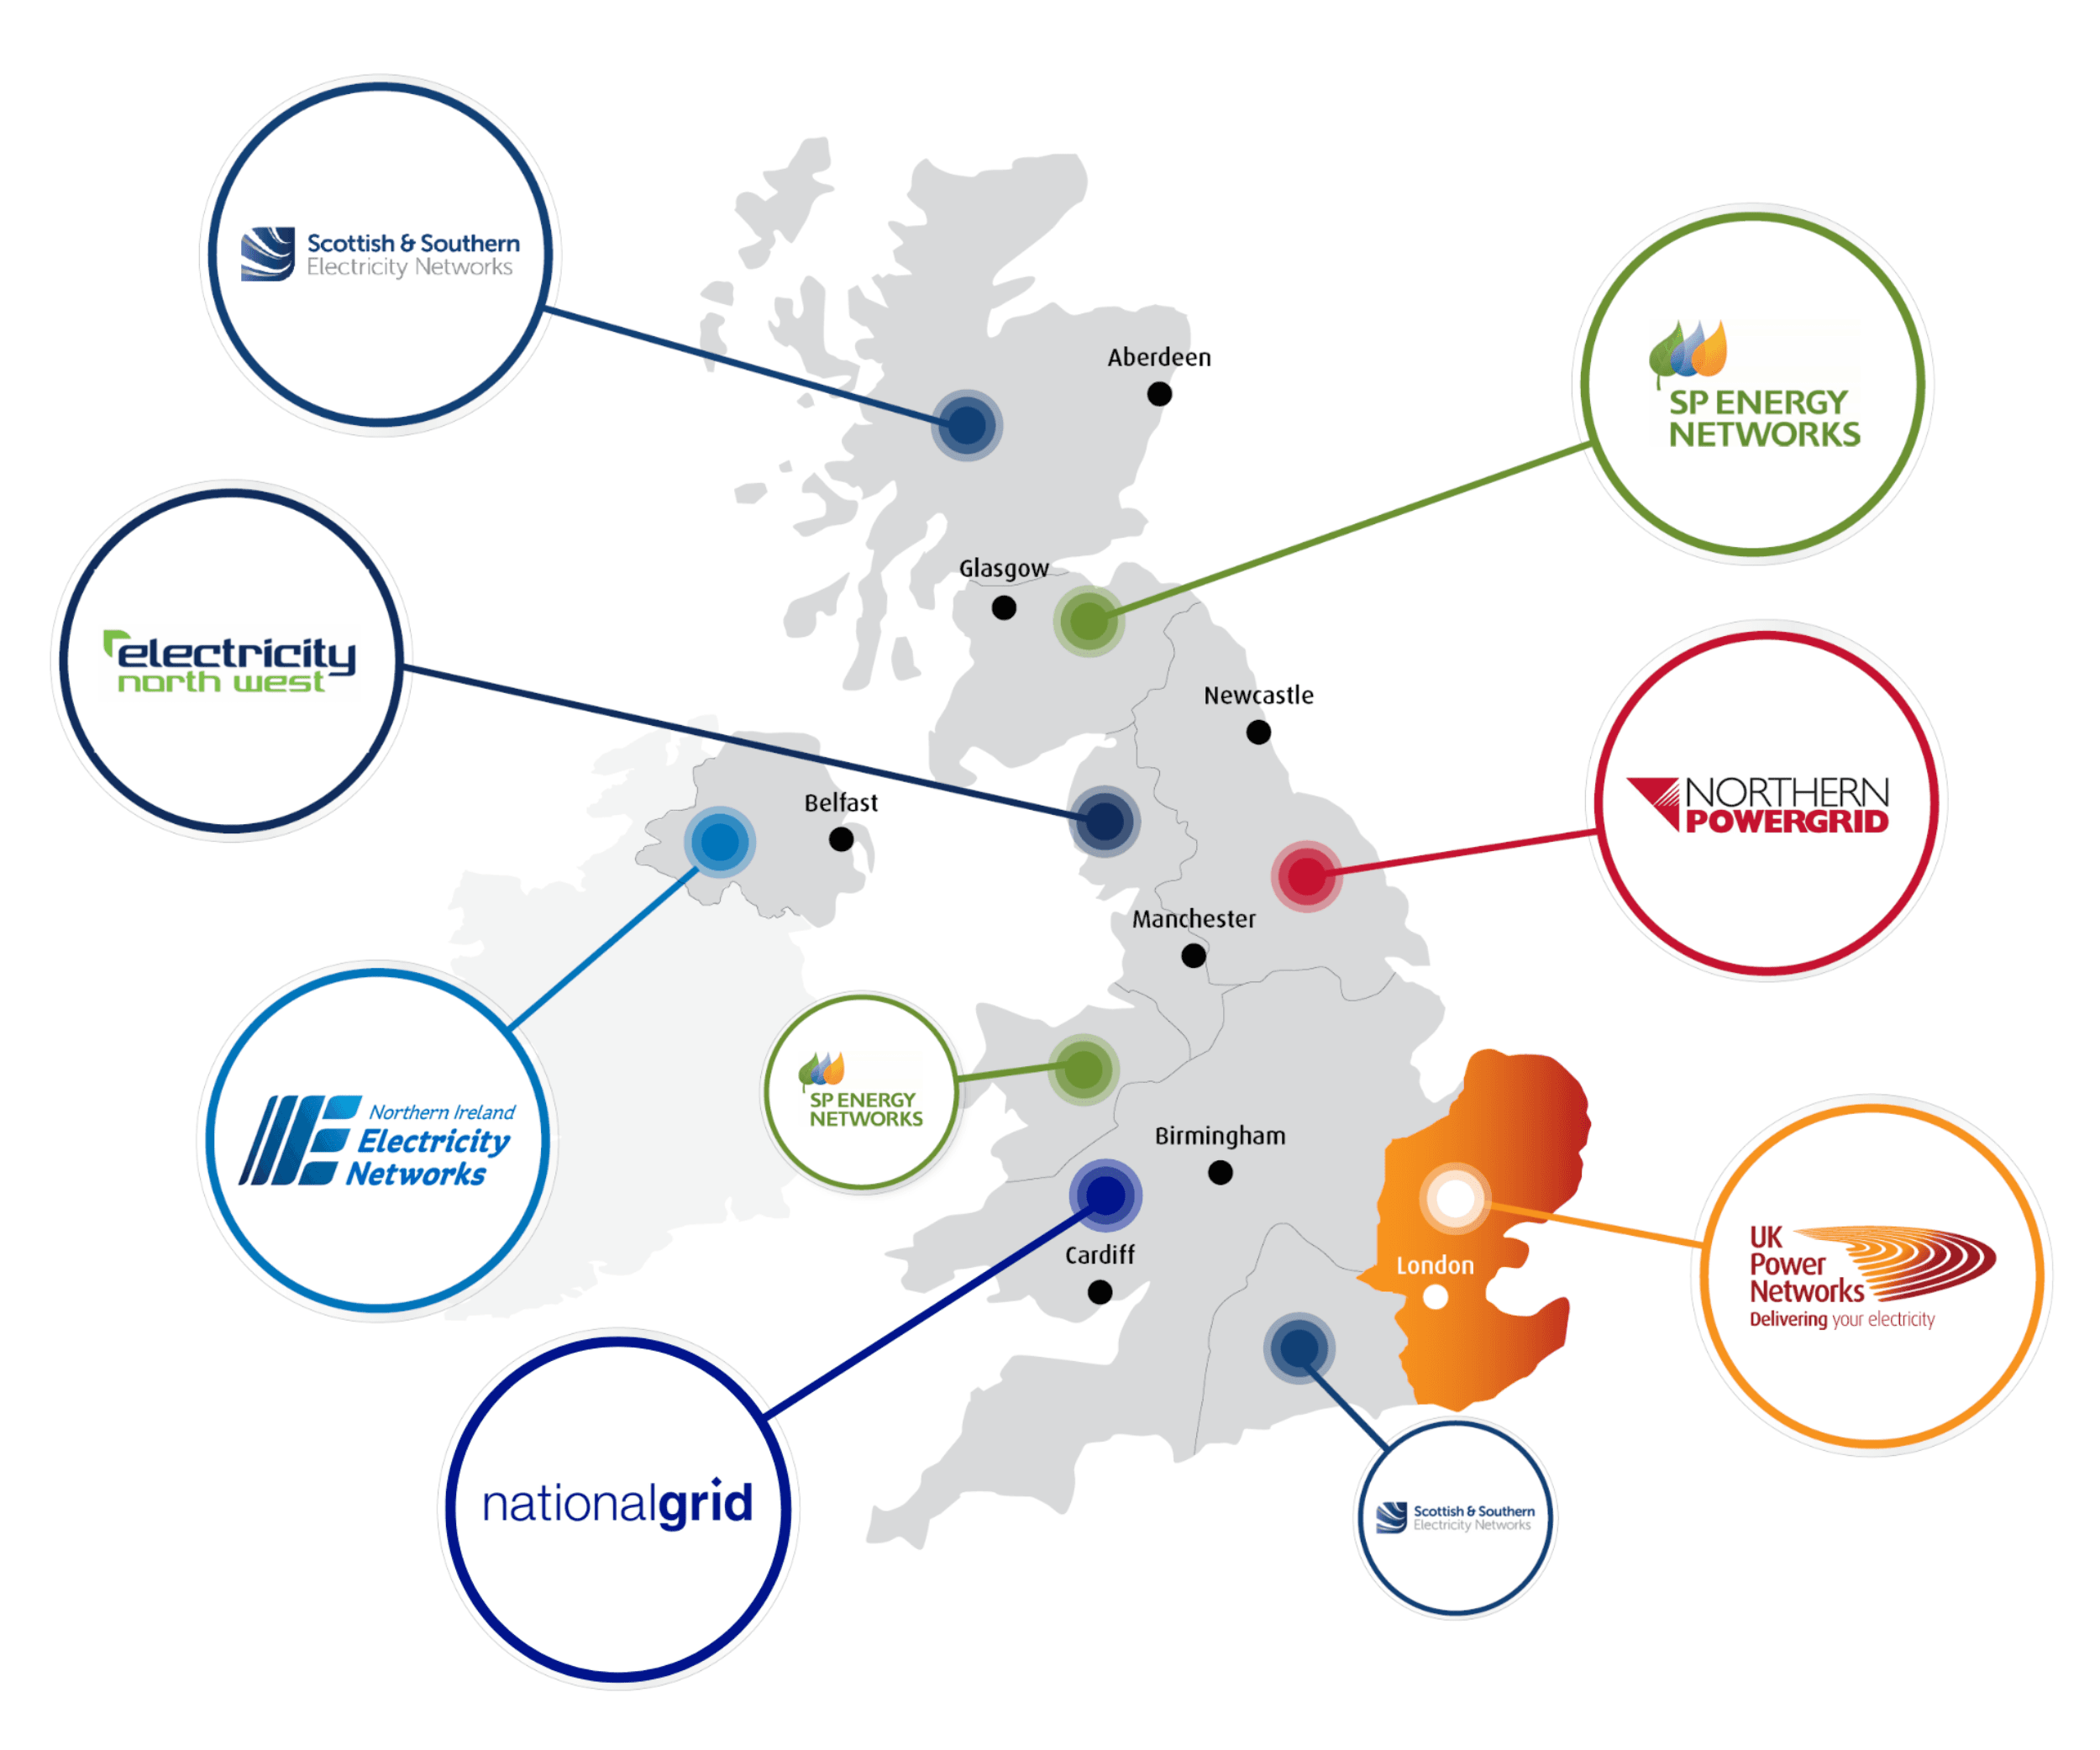 Scottish & Southern
Electricity Networks
SP ENERGY
NETWORKS
Aberdeen
electricity
north west
Glasgow
Newcastle
NORTHERN
POWERGRID
Belfast
Manchester
Northern Ireland
Electricity
Networks
SP ENERGY
NETWORKS
Birmingham
UK
Power
Networks
Delivering your electricity
Cardiff
London
nationalgrid
Scottish & Southern
Electricity Networks